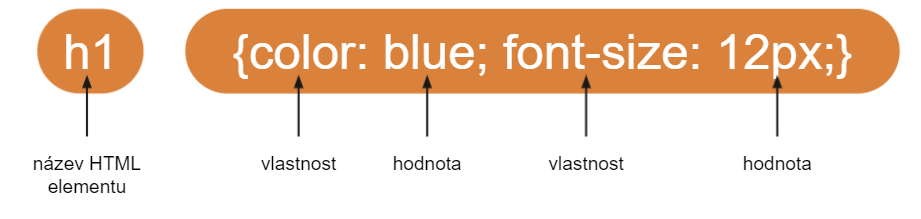 h1 {color: blue; font-size: 12px;}
název HTML elementu
vlastnost
hodnota
vlastnost
hodnota